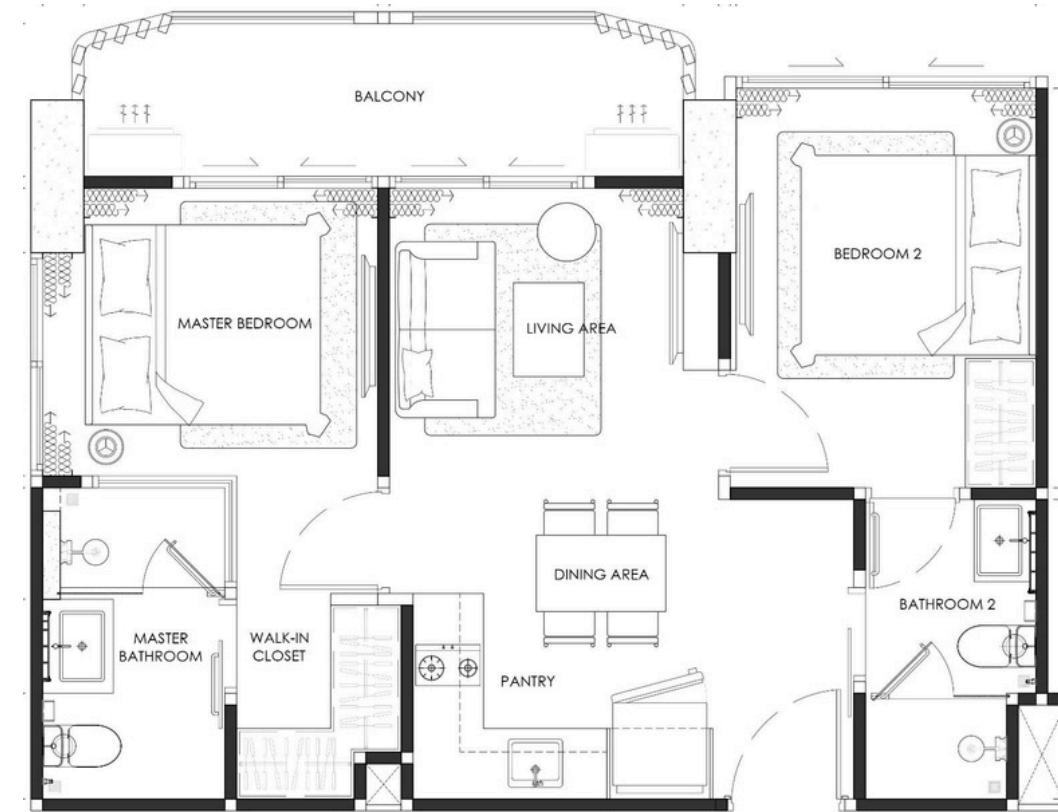 BALCONY
BEDROOM 2
MASTER BEDROOM
LIVING AREA
DINING AREA
BATHROOM 2
MASTER
BATHROOM
WALK-IN
CLOSET
PANTRY